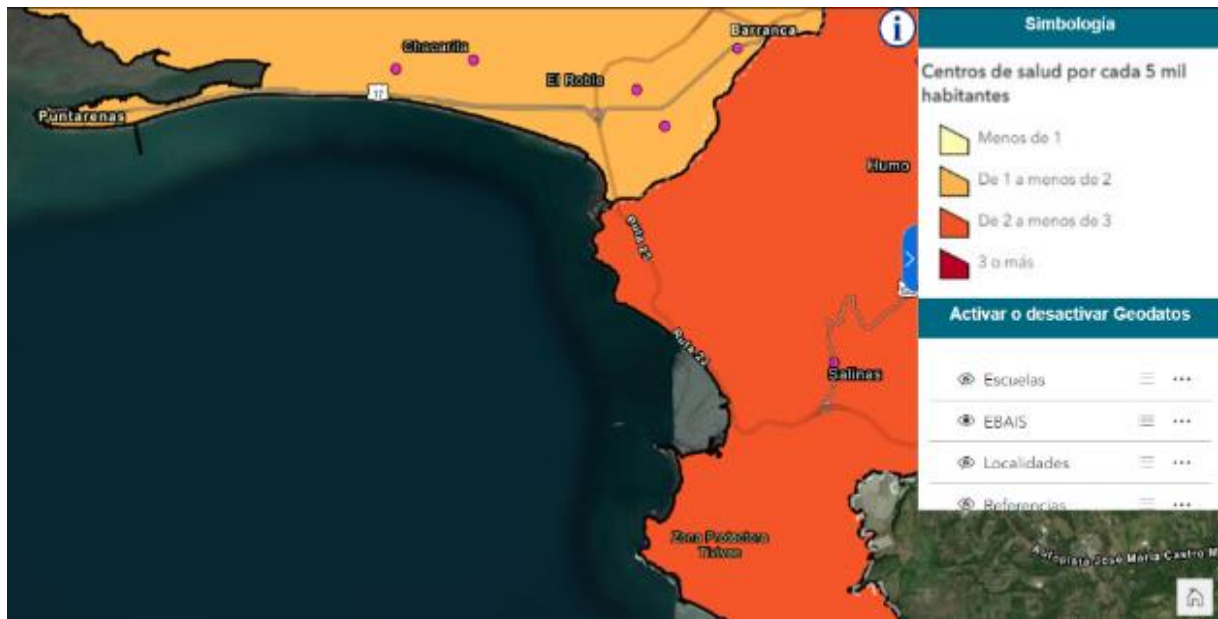 Simbología
Centros de salud por cada 5 mil
habitantes
Menos de 1
De 1 a menos de 2
De 2 a menos de 3
3 o más
Activar o desactivar Geodatos
Escuelas
EBAIS
Localidades
Referencias
Barranca
Chacarita
El Roble
17
Puntarenas
Humo
Ruta 23
Ruta 23
Salinas
Zona Protectora
Tivives
Autopista José María Castro M